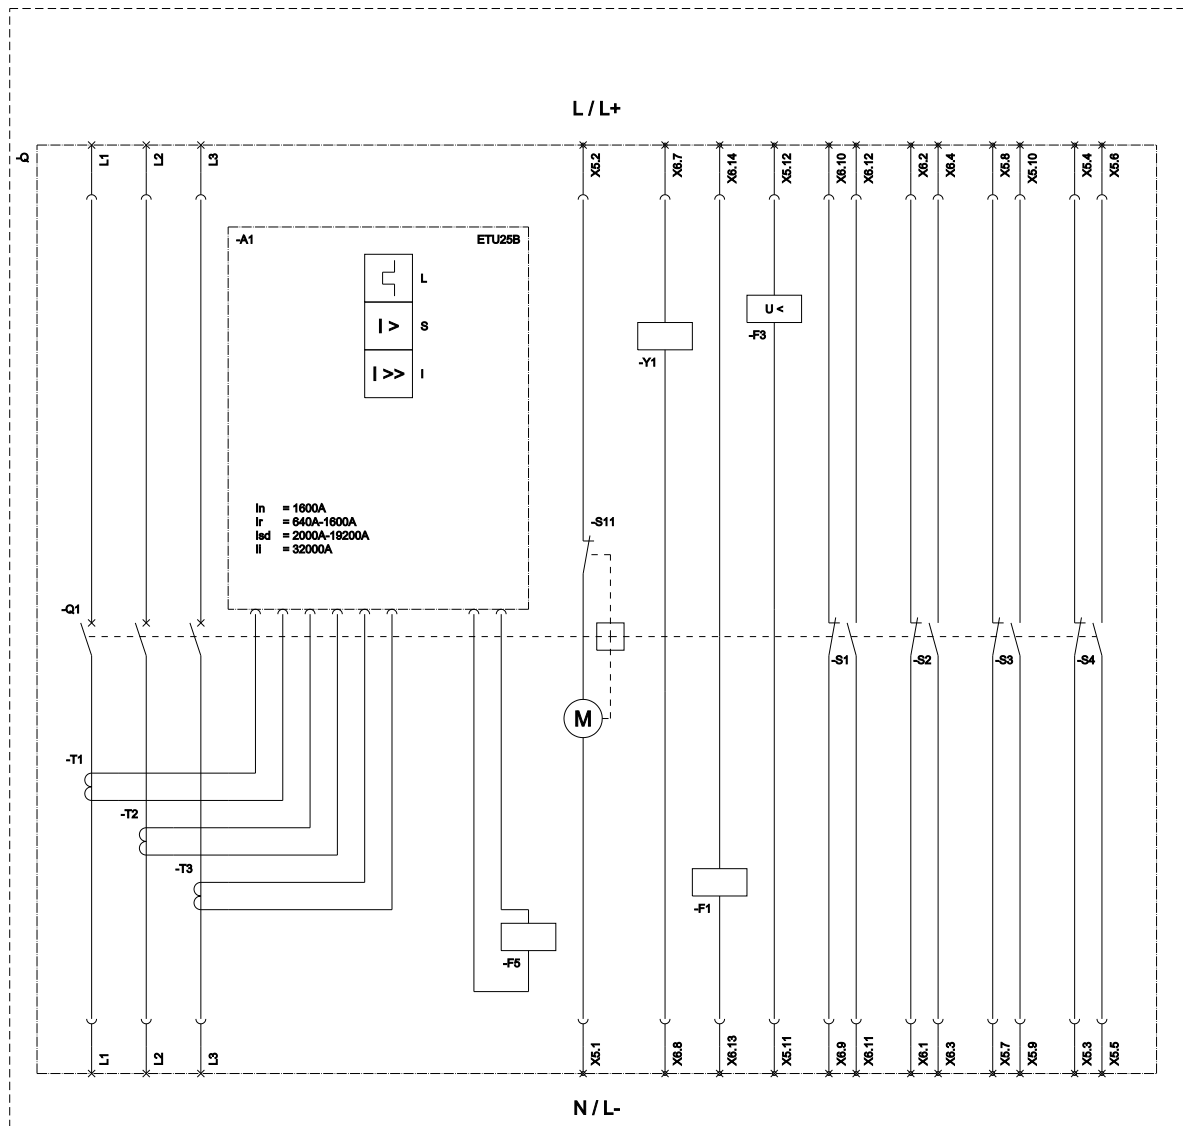 L / L+
-Q
L1
L2
L3
X5.2
X6.7
X6.14
X5.12
X6.10
X6.12
X6.2
X6.4
X5.8
X5.10
X5.4
X5.6
-A1
ETU25B
L
I >
S
I >>
I
U <
-F3
-Y1
In = 1600A
Ir = 640A-1600A
Isd = 2000A-19200A
Ii = 32000A
-S11
-Q1
-S1
-S2
-S3
-S4
M
-T1
-T2
-T3
-F1
-F5
L1
L2
L3
X5.1
X6.8
X6.13
X5.11
X6.9
X6.11
X6.1
X6.3
X5.7
X5.9
X5.3
X5.5
N / L-